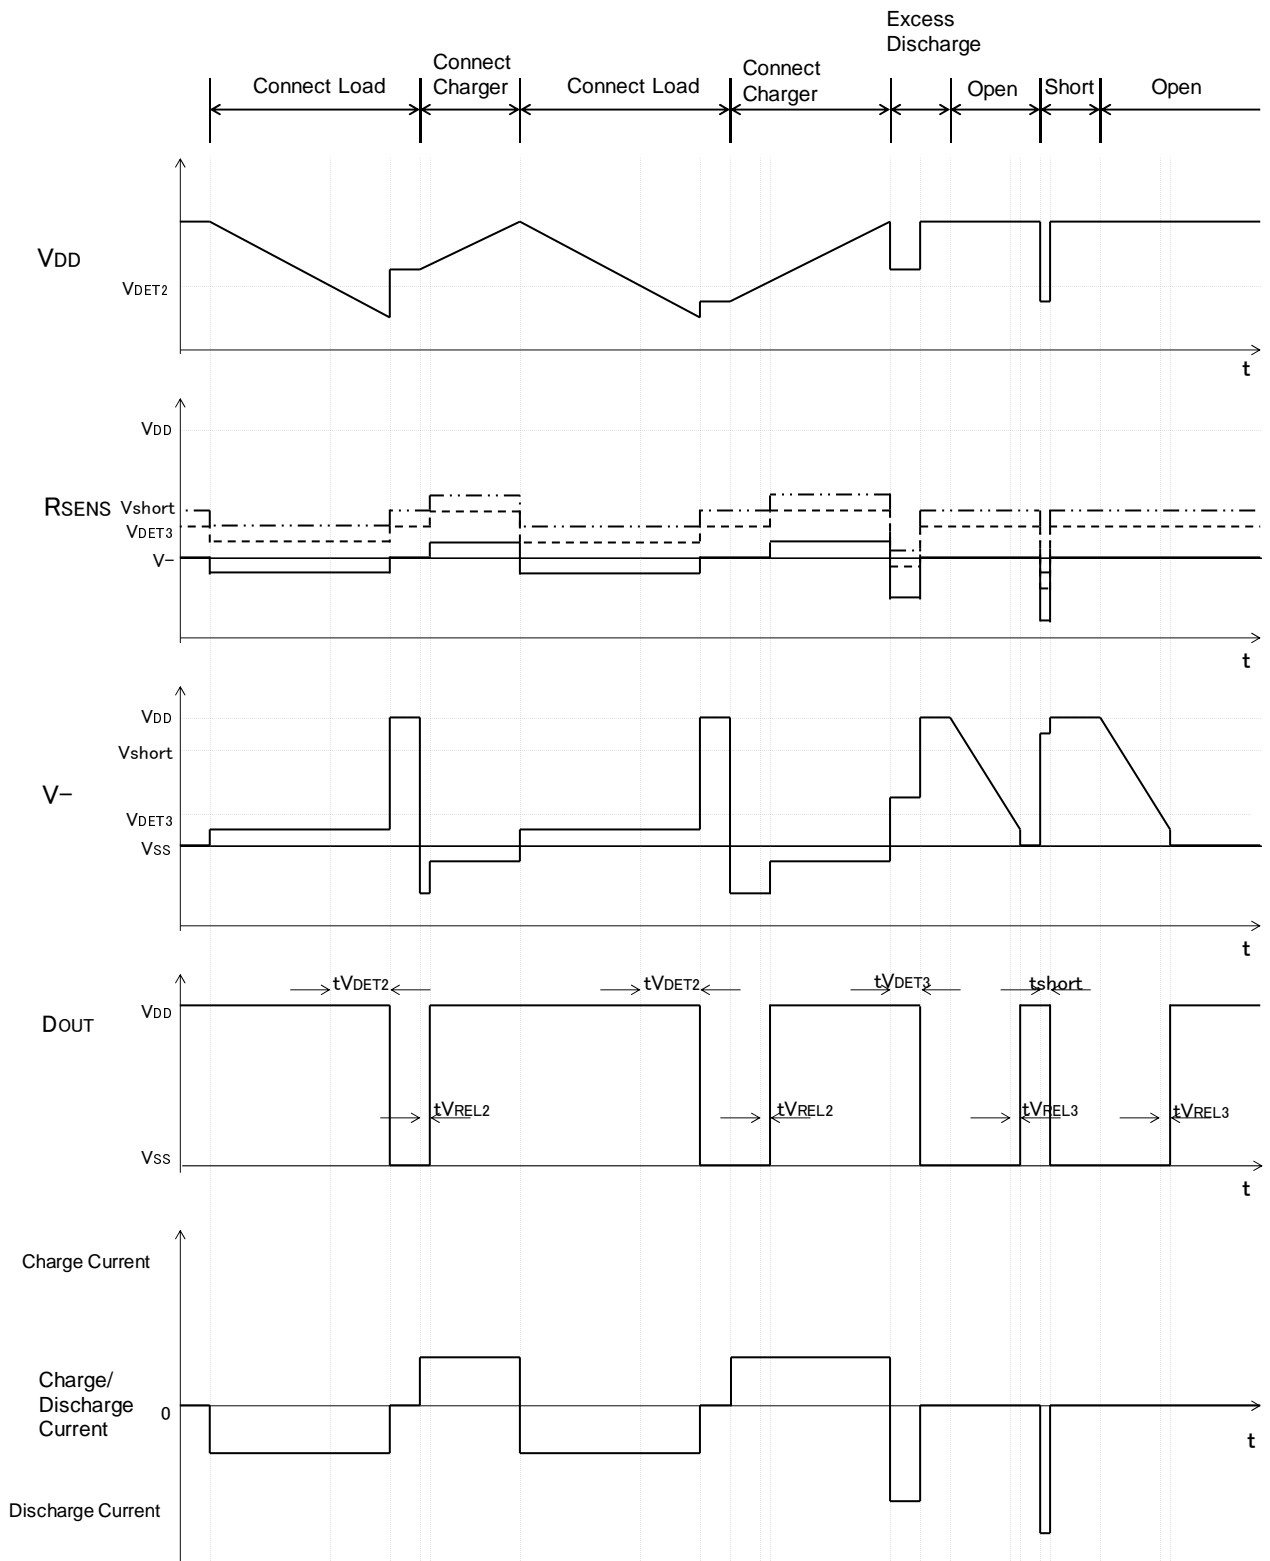 Excess
Discharge
Connect Load
Connect
Charger
Connect Load
Connect
Charger
Open
Short
Open
VDD
VDET2
t
VDD
RSENS
Vshort
VDET3
V−
t
VDD
Vshort
V−
VDET3
VSS
t
tVDET2
tVDET2
tVDET3
tshort
VDD
DOUT
tVREL2
tVREL2
tVREL3
tVREL3
VSS
t
Charge Current
Charge/
Discharge
Current
0
t
Discharge Current